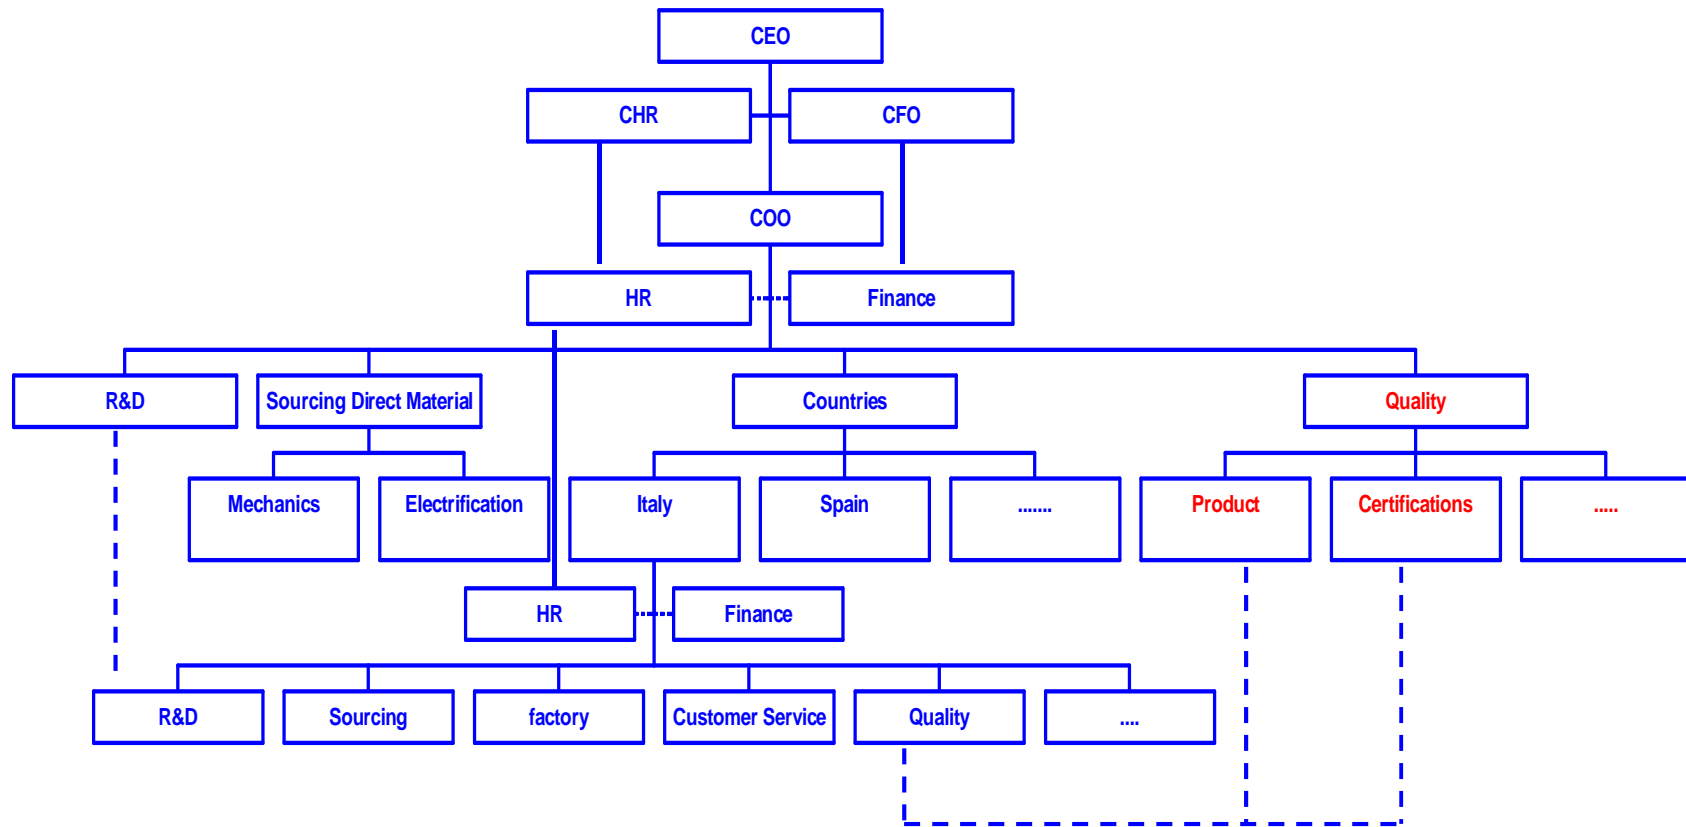 CEO
CHR
CFO
COO
HR
Finance
R&D
Sourcing Direct Material
Countries
Quality
Mechanics
Electrification
Italy
Spain
.......
Product
Certifications
.....
HR
Finance
R&D
Sourcing
factory
Customer Service
Quality
....